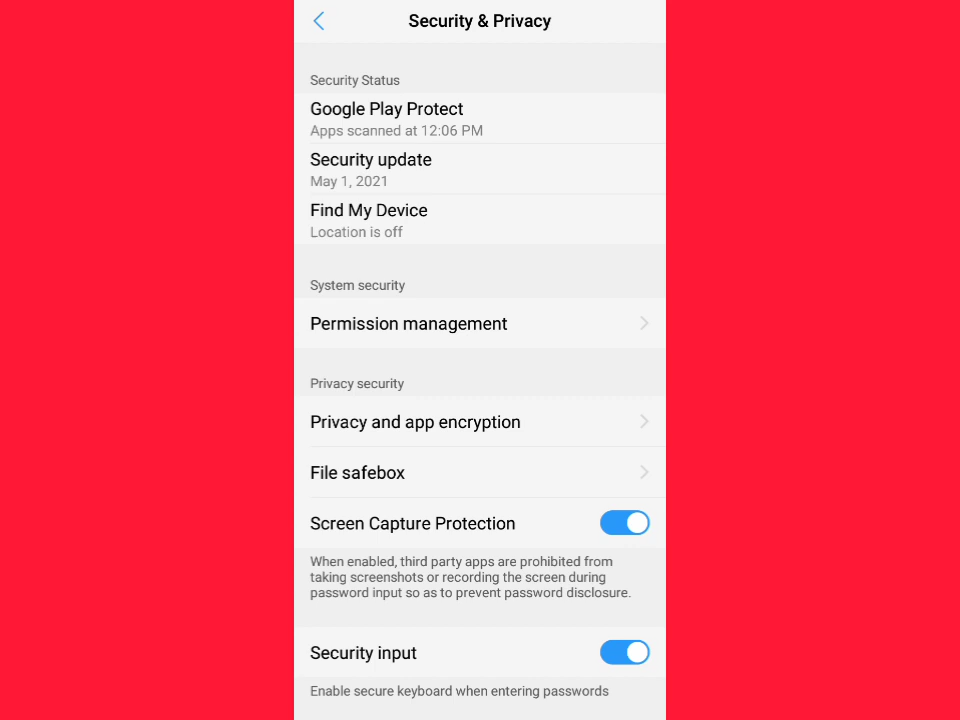 Security & Privacy
Security Status
Google Play Protect
Apps scanned at 12:06 PM
Security update
May 1, 2021
Find My Device
Location is off
System security
Permission management
Privacy security
Privacy and app encryption
File safebox
Screen Capture Protection
When enabled, third party apps are prohibited from
taking screenshots or recording the screen during
password input so as to prevent password disclosure.
Security input
Enable secure keyboard when entering passwords